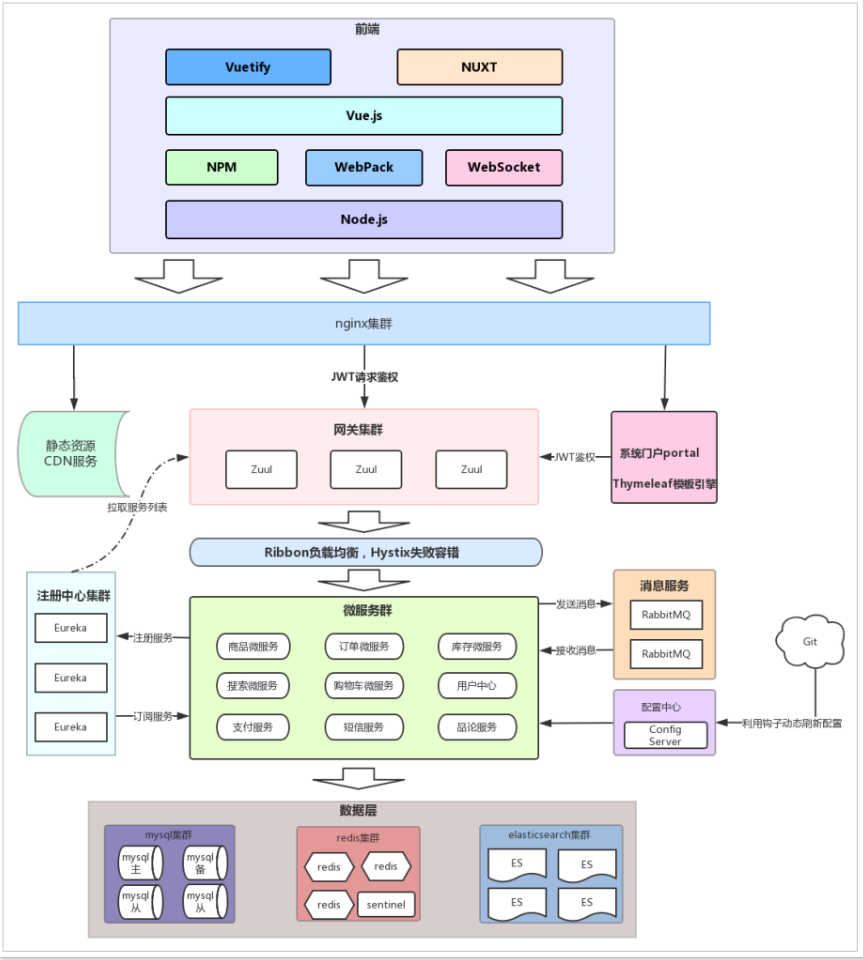 前端
Vuetify
NUXT
Vue.js
NPM
WebPack
WebSocket
Node.js
nginx集群
JWT请求鉴权
静态资源
CDN服务
网关集群
Zuul
Zuul
Zuul
JWT鉴权
系统门户portal
Thymeleaf模板引擎
拉取服务列表
Ribbon负载均衡，Hystix失败容错
注册中心集群
Eureka
Eureka
Eureka
注册服务
订阅服务
微服务群
商品微服务
订单微服务
库存微服务
搜索微服务
购物车微服务
用户中心
支付服务
短信服务
品论服务
发送消息
接收消息
消息服务
RabbitMQ
RabbitMQ
Git
配置中心
Config
Server
利用钩子动态刷新配置
数据层
mysql集群
mysql
主
mysql
备
mysql
从
mysql
从
redis集群
redis
redis
redis
sentinel
elasticsearch集群
ES
ES
ES
ES